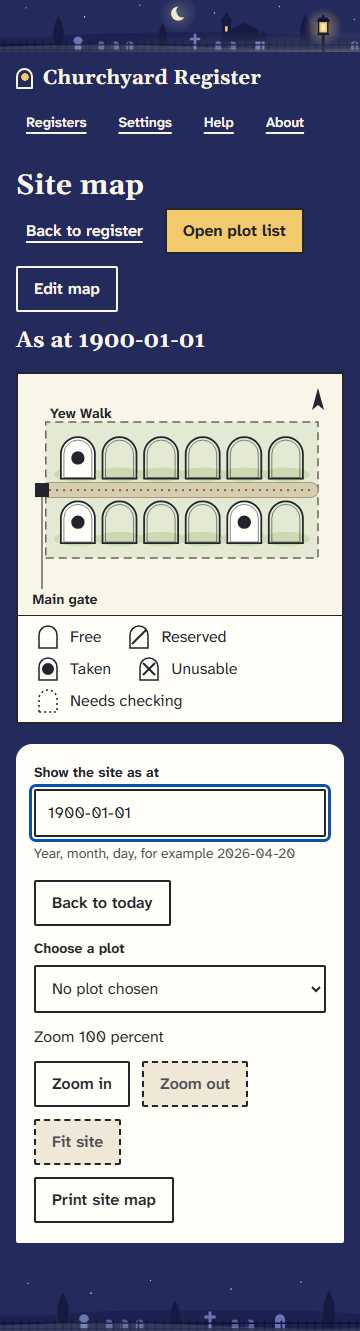 Churchyard Register
Registers Settings Help About
Site map
Back to register Open plot list
Edit map
As at 1900-01-01
Yew Walk
Main gate
Free Reserved
Taken Unusable
Needs checking
Show the site as at
1900-01-01
Year, month, day, for example 2026-04-20
Back to today
Choose a plot
No plot chosen
Zoom 100 percent
Zoom in Zoom out
Fit site
Print site map